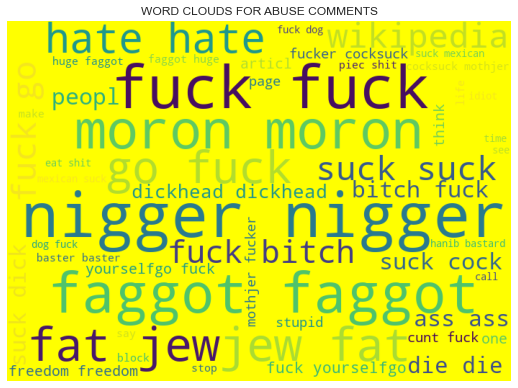 WORD CLOUDS FOR ABUSE COMMENTS
hate hate
fuck dog
wikipedia
huge faggot
faggot huge
articl
fucker cocksuck
suck mexican
piec shit
cocksuck mothjer
fuck go
peopl
fuck fuck
page
life
idiot
make
moron moron
think
time
see
eat shit
go fuck
suck suck
mexican suck
dickhead dickhead
bitch fuck
nigger nigger
dog fuck
baster baster
fuck bitch
mothjer fucker
hanib bastard
suck dick
yourselfgo fuck
suck cock
call
faggot faggot
stupid
ass ass
fat jew
say
jew fat
cunt fuck
one
freedom freedom
block
stop
fuck yourselfgo
die die